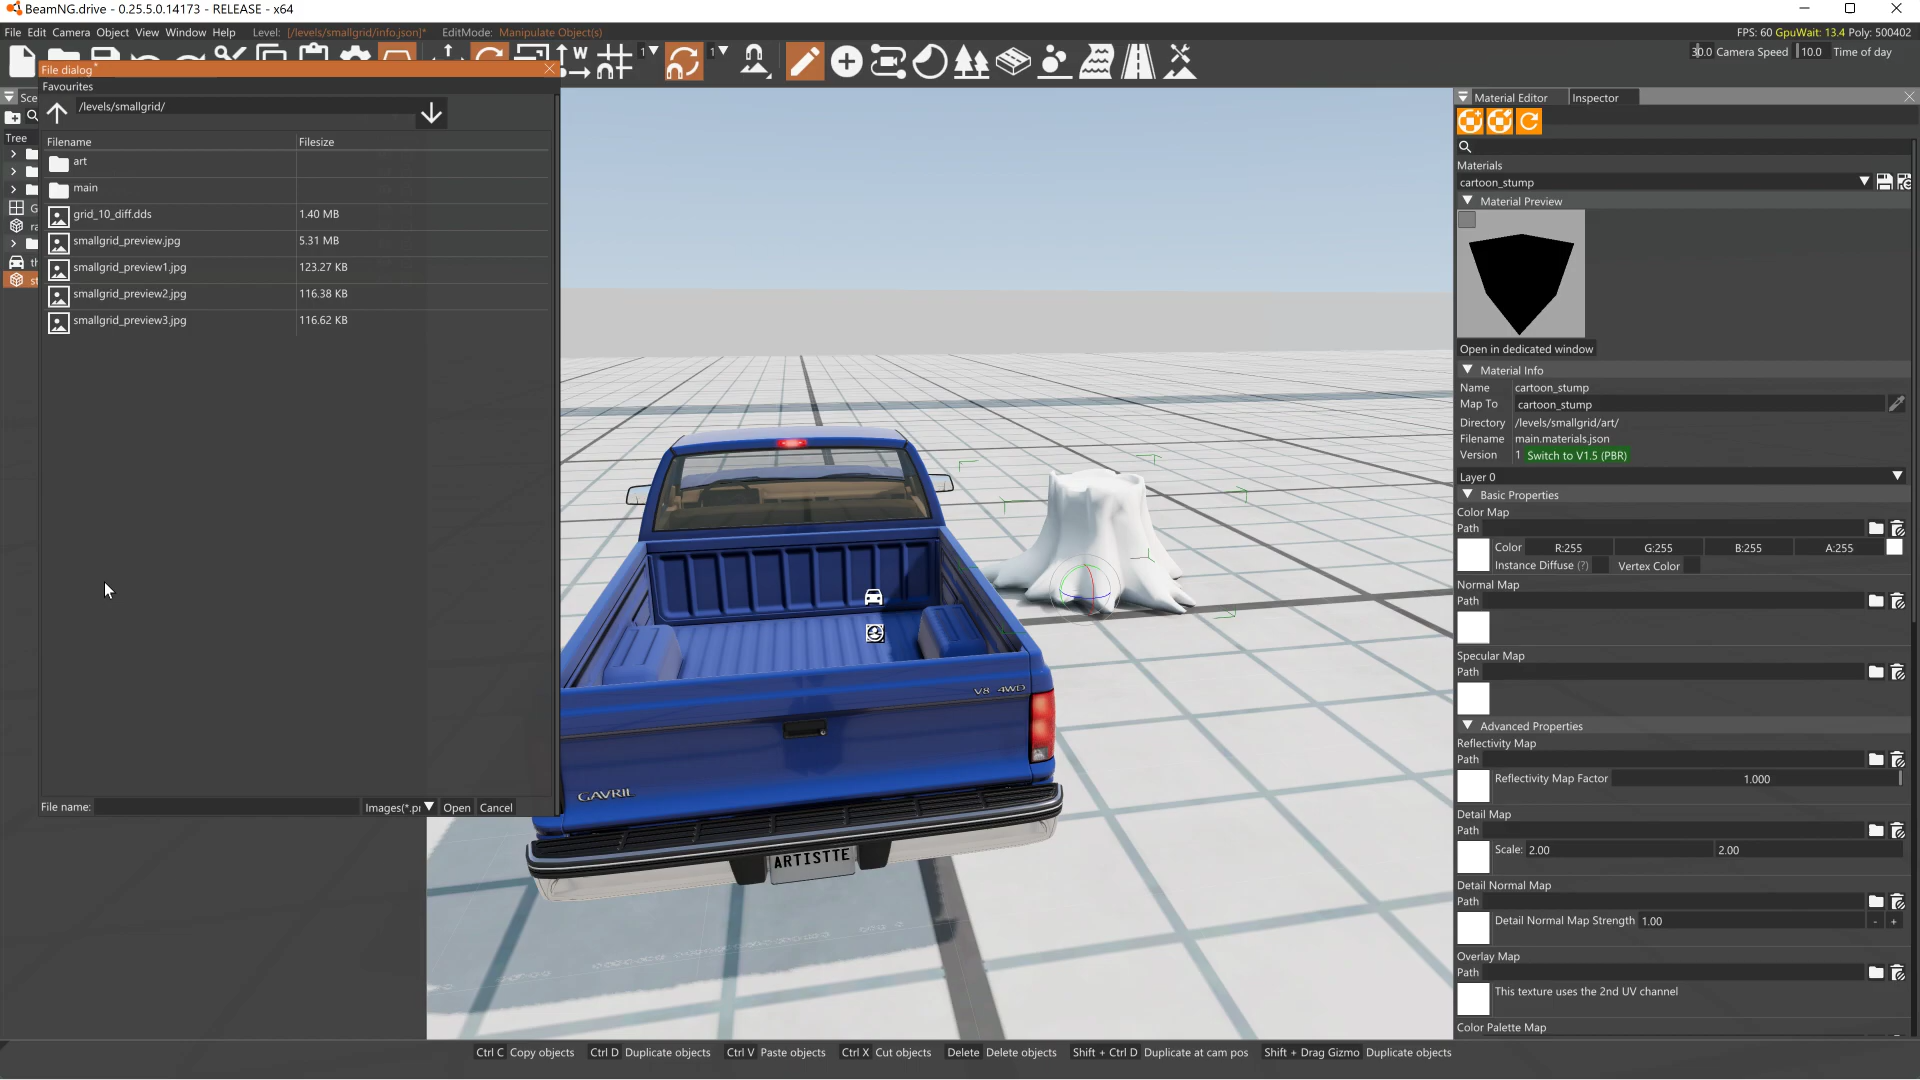 BeamNG.drive - 0.25.5.0.14173 - RELEASE - x64
File Edit Camera Object View Window Help Level: [/levels/smallgrid/info.json]* EditMode: Manipulate Object(s)
FPS: 60 GpuWait: 13.4 Poly: 500402
W 1 1
30.0 Camera Speed 10.0 Time of day
File dialog*
Favourites
/levels/smallgrid/
Sce
Tree
Filename Filesize
art
main
grid_10_diff.dds 1.40 MB
smallgrid_preview.jpg 5.31 MB
smallgrid_preview1.jpg 123.27 KB
smallgrid_preview2.jpg 116.38 KB
smallgrid_preview3.jpg 116.62 KB
G
ra
th
st
File name: Images(*.pr Open Cancel
V8 4WD
GAVRIL
ARTISTTE
Material Editor Inspector
Materials
cartoon_stump
Material Preview
Open in dedicated window
Material Info
Name cartoon_stump
Map To cartoon_stump
Directory /levels/smallgrid/art/
Filename main.materials.json
Version 1 Switch to V1.5 (PBR)
Layer 0
Basic Properties
Color Map
Path
Color R:255 G:255 B:255 A:255
Instance Diffuse (?) Vertex Color
Normal Map
Path
Specular Map
Path
Advanced Properties
Reflectivity Map
Path
Reflectivity Map Factor 1.000
Detail Map
Path
Scale: 2.00 2.00
Detail Normal Map
Path
Detail Normal Map Strength 1.00 - +
Overlay Map
Path
This texture uses the 2nd UV channel
Color Palette Map
Ctrl C Copy objects Ctrl D Duplicate objects Ctrl V Paste objects Ctrl X Cut objects Delete Delete objects Shift + Ctrl D Duplicate at cam pos Shift + Drag Gizmo Duplicate objects